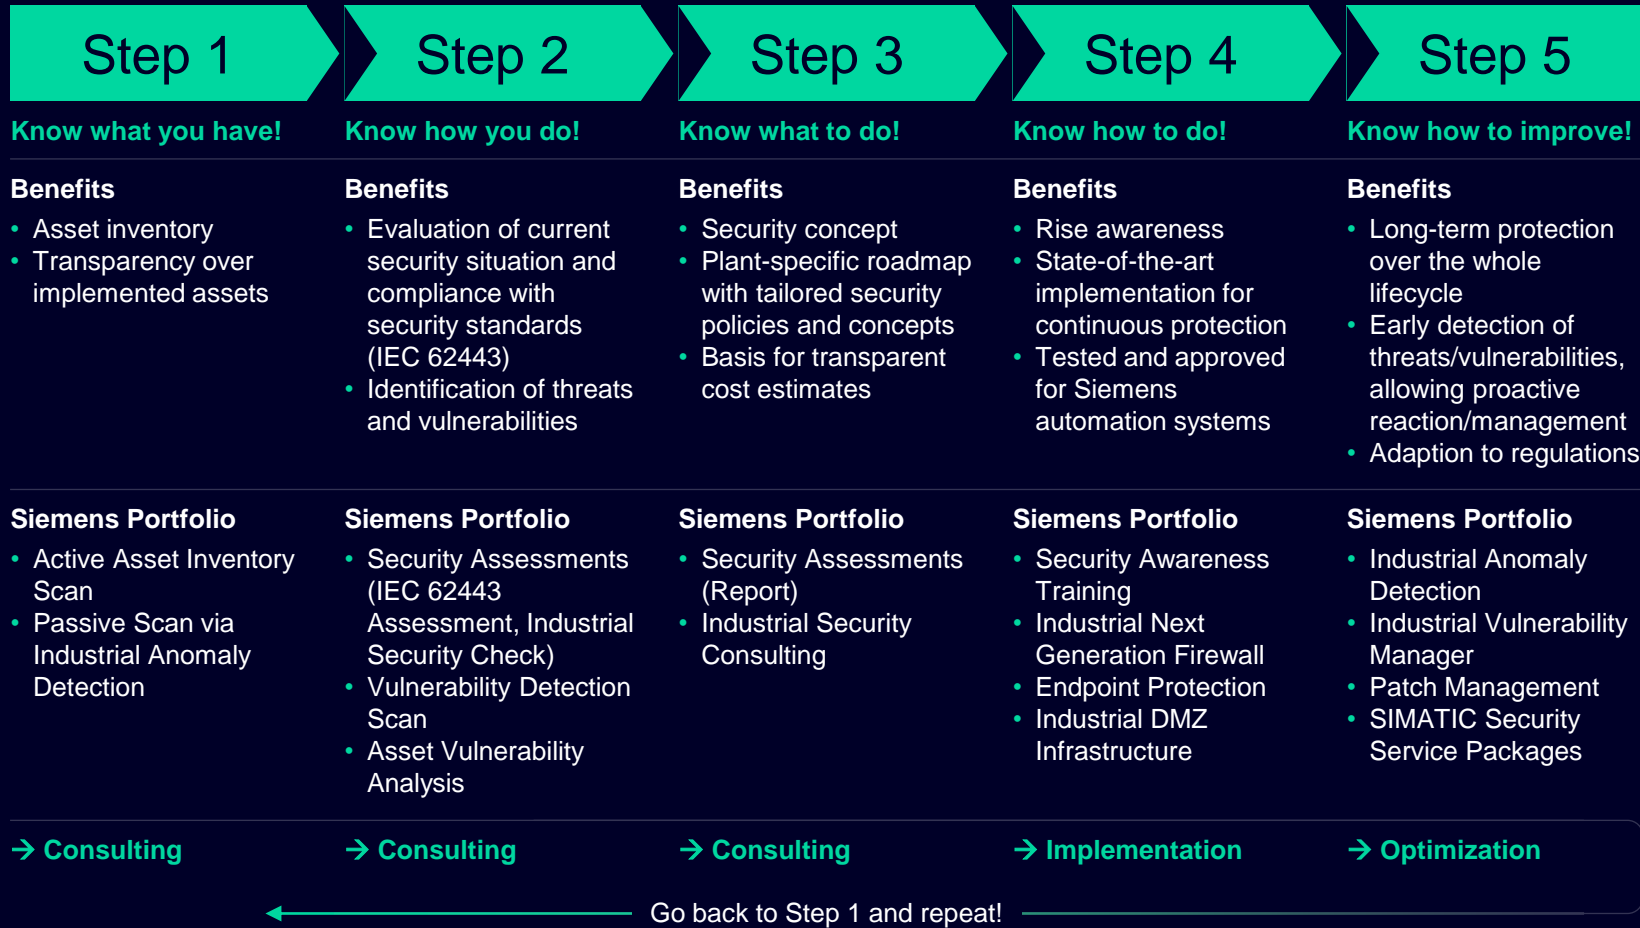 Step 1
Step 2
Step 3
Step 4
Step 5
Know what you have!
Know how you do!
Know what to do!
Know how to do!
Know how to improve!
Benefits
• Asset inventory
• Transparency over
implemented assets
Benefits
• Evaluation of current
security situation and
compliance with
security standards
(IEC 62443)
• Identification of threats
and vulnerabilities
Benefits
• Security concept
• Plant-specific roadmap
with tailored security
policies and concepts
• Basis for transparent
cost estimates
Benefits
• Rise awareness
• State-of-the-art
implementation for
continuous protection
• Tested and approved
for Siemens
automation systems
Benefits
• Long-term protection
over the whole
lifecycle
• Early detection of
threats/vulnerabilities,
allowing proactive
reaction/management
• Adaption to regulations
Siemens Portfolio
• Active Asset Inventory
Scan
• Passive Scan via
Industrial Anomaly
Detection
Siemens Portfolio
• Security Assessments
(IEC 62443
Assessment, Industrial
Security Check)
• Vulnerability Detection
Scan
• Asset Vulnerability
Analysis
Siemens Portfolio
• Security Assessments
(Report)
• Industrial Security
Consulting
Siemens Portfolio
• Security Awareness
Training
• Industrial Next
Generation Firewall
• Endpoint Protection
• Industrial DMZ
Infrastructure
Siemens Portfolio
• Industrial Anomaly
Detection
• Industrial Vulnerability
Manager
• Patch Management
• SIMATIC Security
Service Packages
→ Consulting
→ Consulting
→ Consulting
→ Implementation
→ Optimization
Go back to Step 1 and repeat!